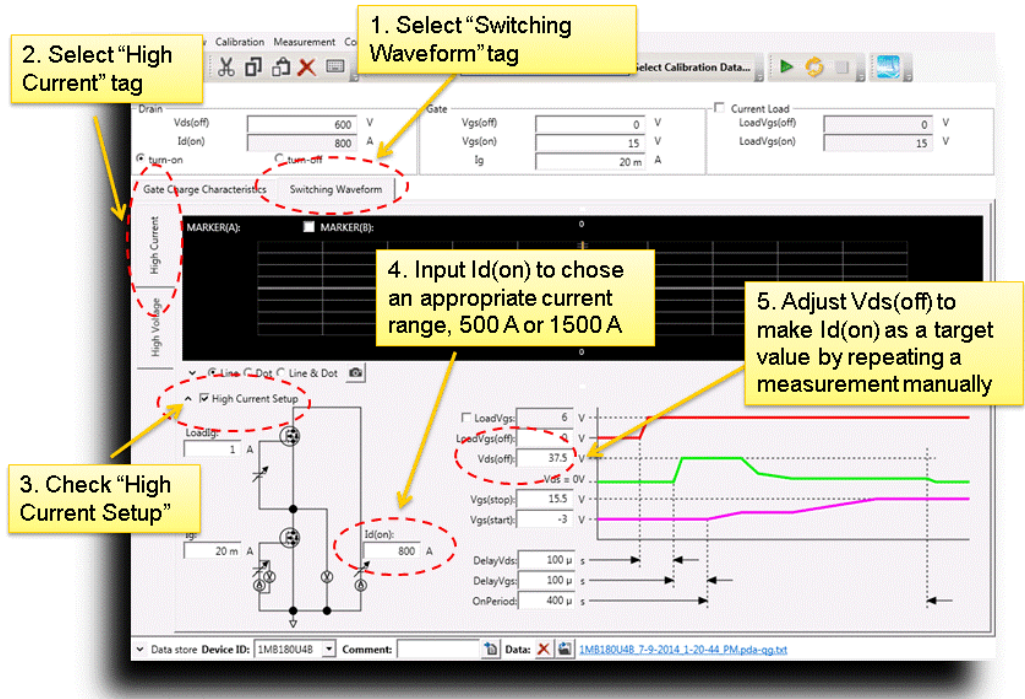 1. Select “Switching
Waveform” tag
2. Select “High
Current” tag
Calibration Measurement
Select Calibration Data...
Drain
Vds(off) 600 V
Id(on) 800 A
turn-on turn-off
Gate
Vgs(off) 0 V
Vgs(on) 15 V
Ig 20 m A
Current Load
LoadVgs(off) 0 V
LoadVgs(on) 15 V
Gate Charge Characteristics Switching Waveform
High Current
High Voltage
MARKER(A): MARKER(B):
0
4. Input Id(on) to chose
an appropriate current
range, 500 A or 1500 A
5. Adjust Vds(off) to
make Id(on) as a target
value by repeating a
measurement manually
0
Line Dot Line & Dot
High Current Setup
LoadIg:
1 A
3. Check “High
Current Setup”
Ig:
20 m A
V
A
A
V
Id(on):
800 A
A
LoadVgs: 6 V
LoadVgs(off): 0 V
Vds(off): 37.5 V
Vds = 0V
Vgs(stop): 15.5 V
Vgs(start): -3 V
DelayVds: 100 µ s
DelayVgs: 100 µ s
OnPeriod: 400 µ s
Data store Device ID: 1MB180U4B Comment: Data: 1MB180U4B_7-9-2014_1-20-44_PM.pda-qg.txt